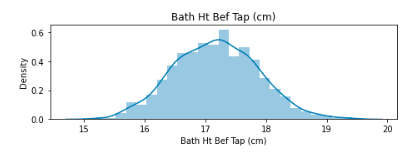 Bath Ht Bef Tap (cm)
0.6
0.4
0.2
0.0
Density
15 16 17 18 19 20
Bath Ht Bef Tap (cm)